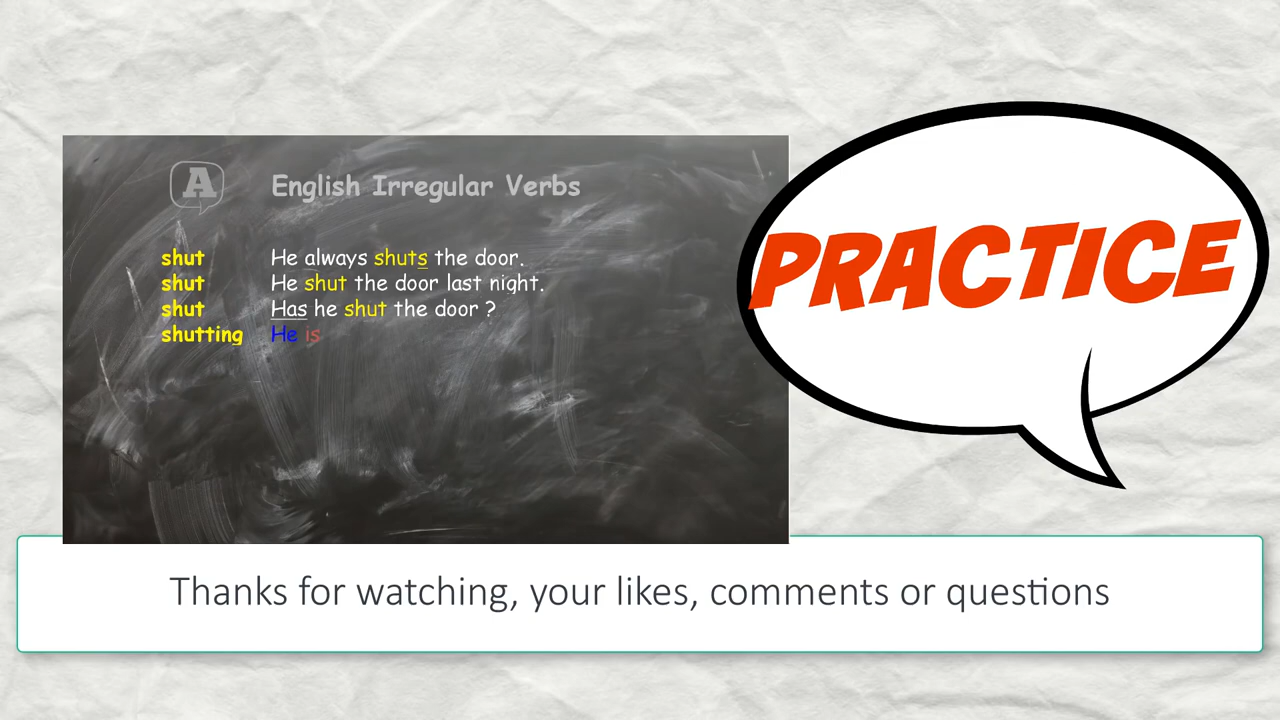 A English Irregular Verbs
shut He always shuts the door.
shut He shut the door last night.
shut Has he shut the door ?
shutting He is
PRACTICE
Thanks for watching, your likes, comments or questions